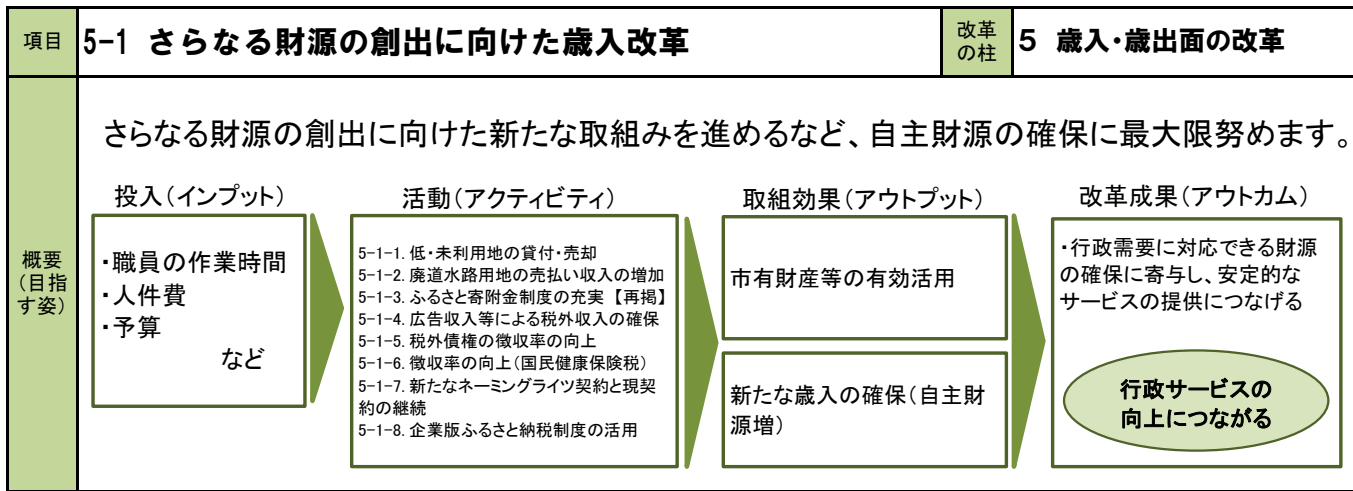 項目
5-1 さらなる財源の創出に向けた歳入改革
改革
の柱
5 歳入・歳出面の改革
概要
(目指
す姿)
さらなる財源の創出に向けた新たな取組みを進めるなど、自主財源の確保に最大限努めます。
投入(インプット)
・職員の作業時間
・人件費
・予算
など
活動(アクティビティ)
5-1-1. 低・未利用地の貸付・売却
5-1-2. 廃道水路用地の売払い収入の増加
5-1-3. ふるさと寄附金制度の充実 【再掲】
5-1-4. 広告収入等による税外収入の確保
5-1-5. 税外債権の徴収率の向上
5-1-6. 徴収率の向上(国民健康保険税)
5-1-7. 新たなネーミングライツ契約と現契
約の継続
5-1-8. 企業版ふるさと納税制度の活用
取組効果(アウトプット)
市有財産等の有効活用
新たな歳入の確保(自主財
源増)
改革成果(アウトカム)
・行政需要に対応できる財源
の確保に寄与し、安定的な
サービスの提供につなげる
行政サービスの
向上につながる